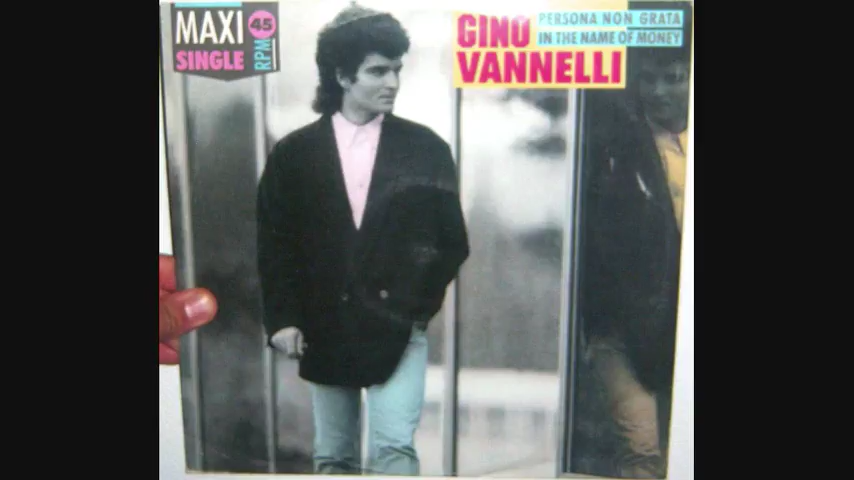 MAXI
SINGLE
45
RPM
GINO
VANNELLI
PERSONA NON GRATA
IN THE NAME OF MONEY